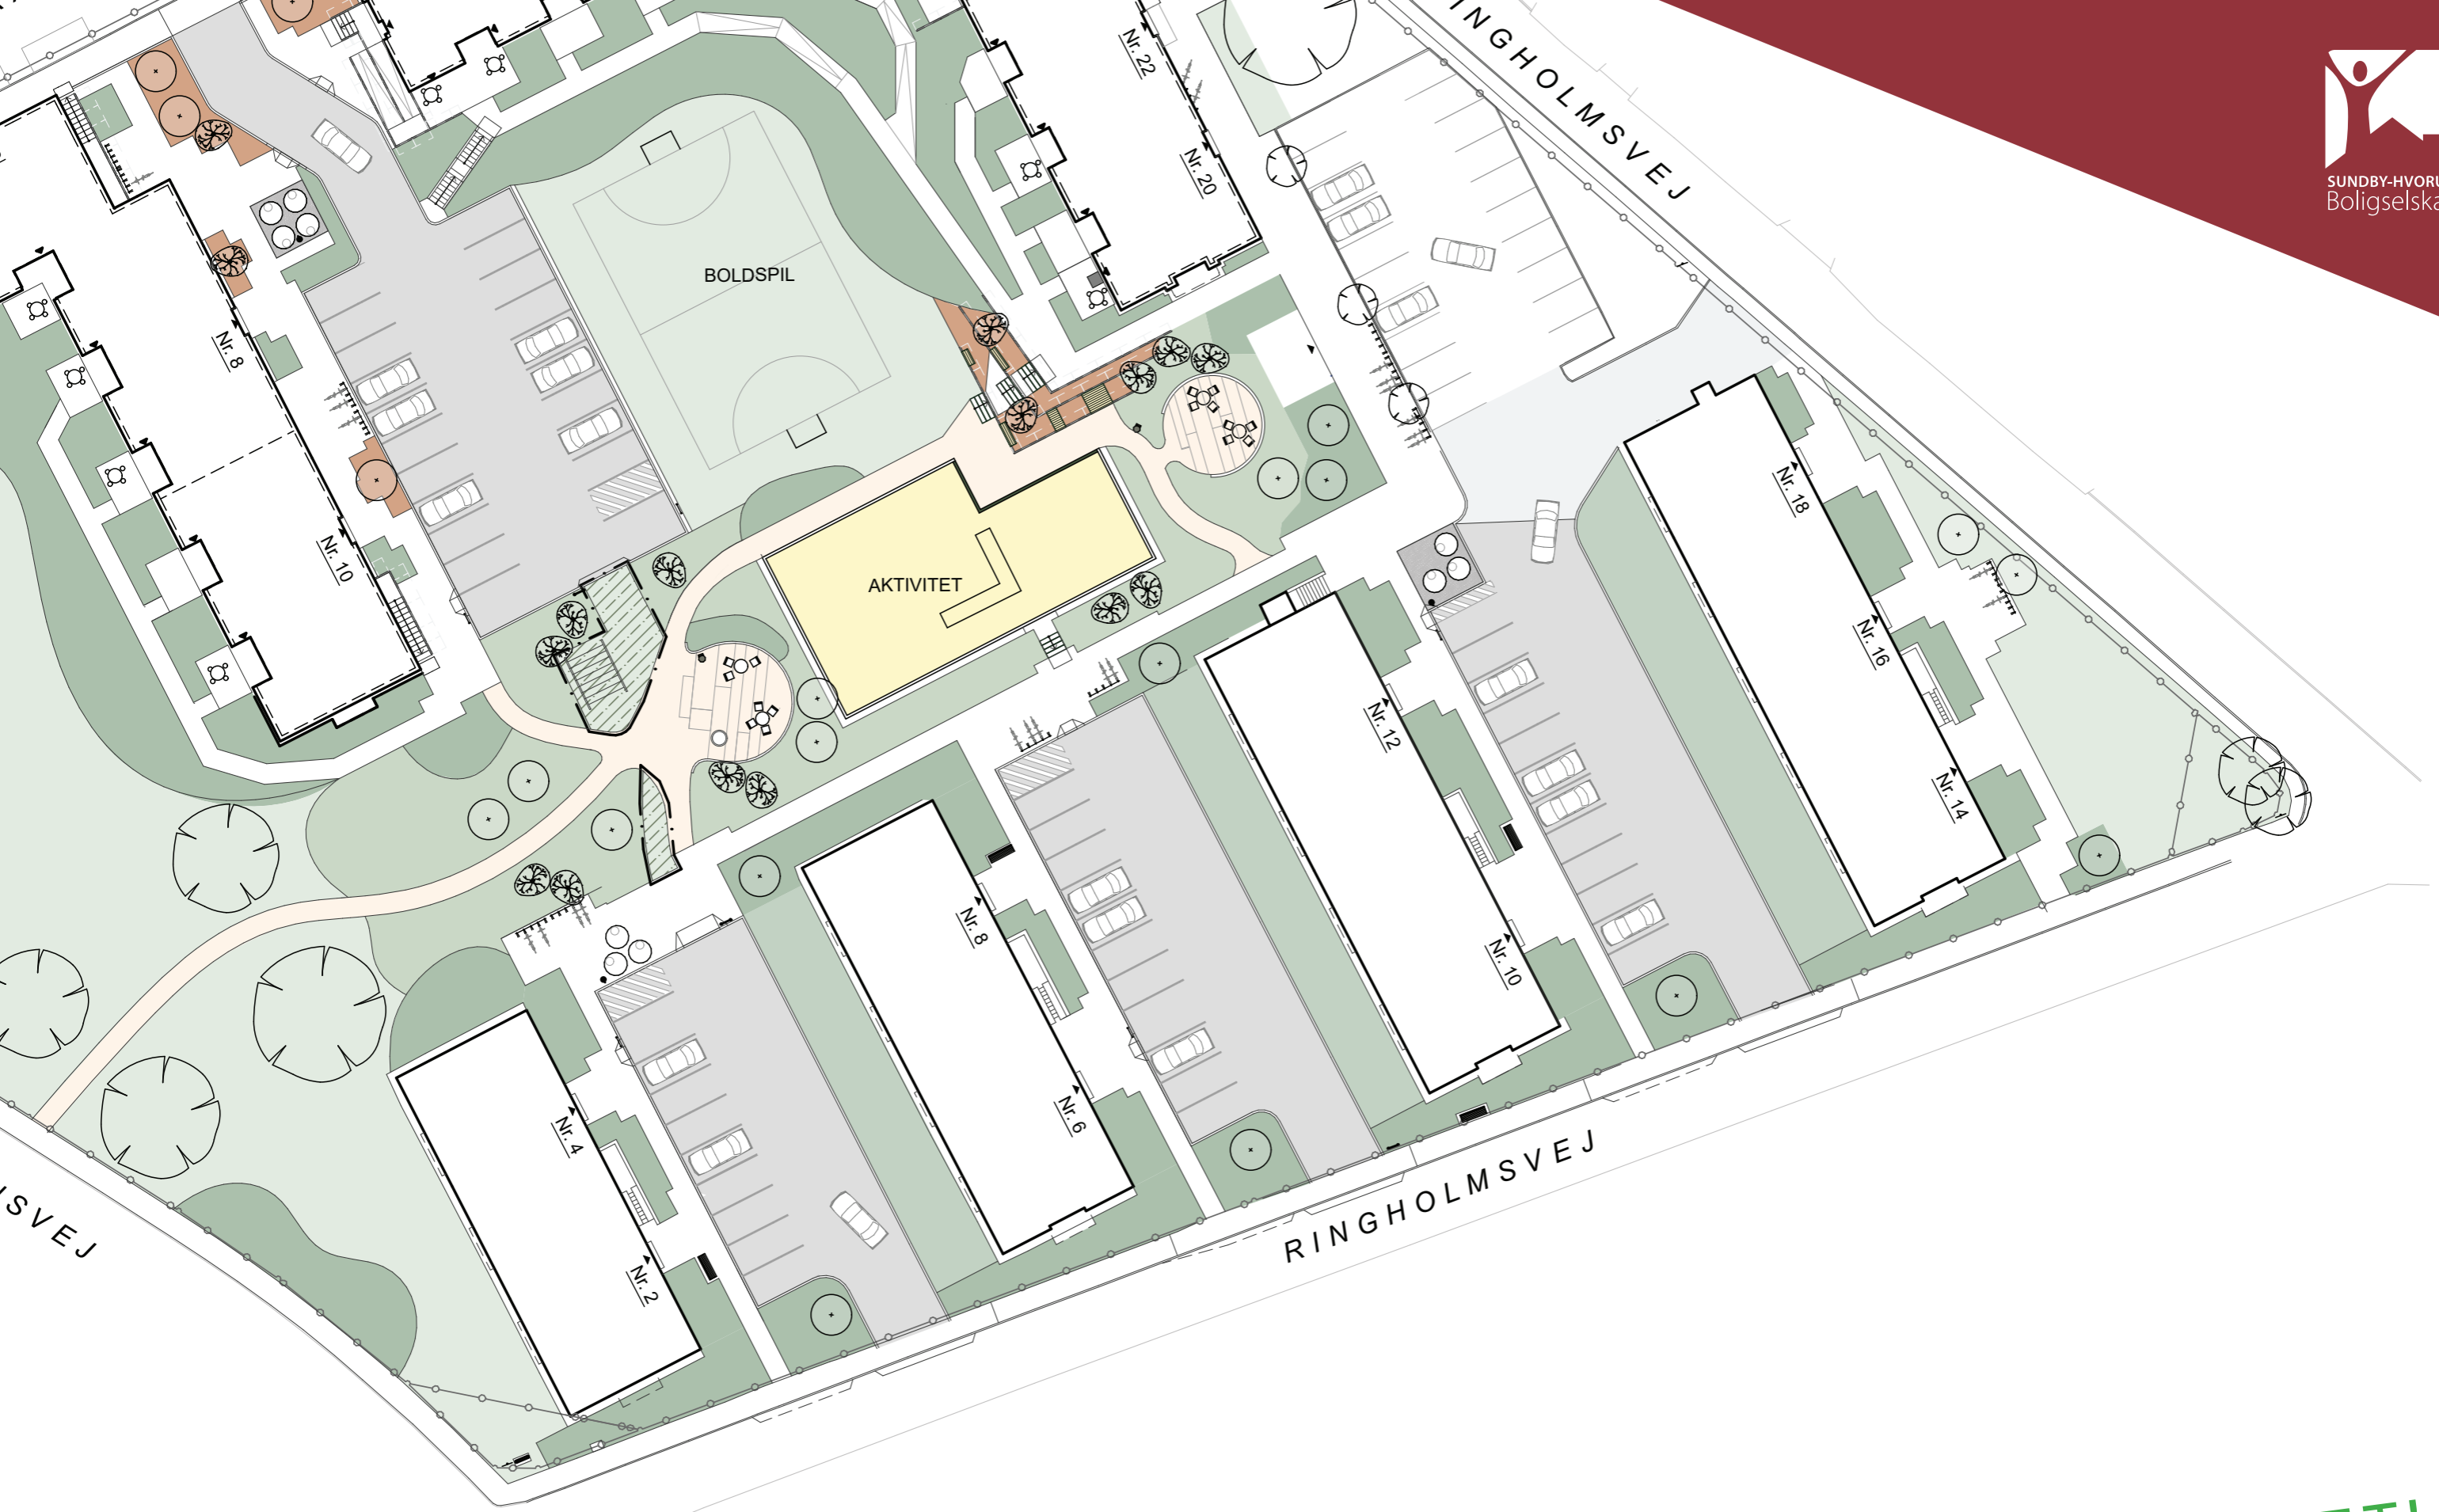 INGHOLMSVEJ
SUNDBY-HVORU
Boligselska
Nr. 22
Nr. 20
BOLDSPIL
Nr. 8
Nr. 10
AKTIVITET
Nr. 18
Nr. 16
Nr. 14
Nr. 12
Nr. 10
Nr. 8
Nr. 6
Nr. 4
Nr. 2
RINGHOLMSVEJ
SVEJ